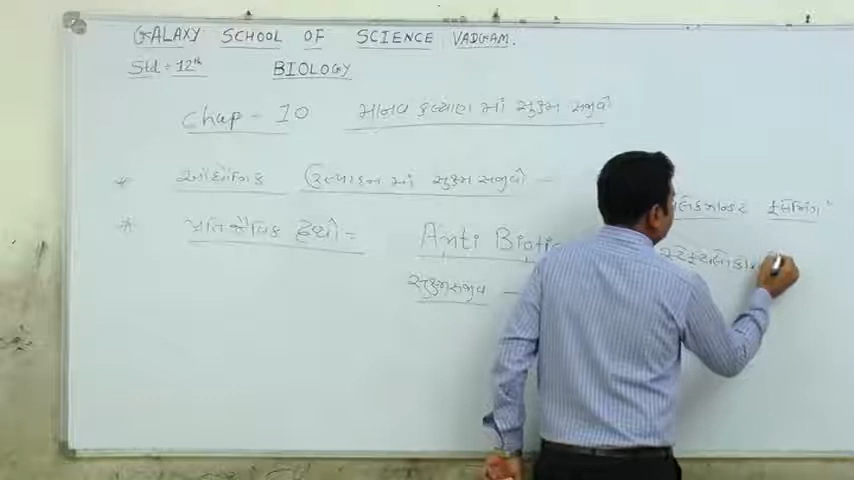 GALAXY SCHOOL OF SCIENCE VADGAM.
Std : 12th BIOLOGY
Chap - 10 માનવ કલ્યાણ માં સુક્ષ્મ સજીવો
* ઔદ્યોગિક ઉત્પાદન માં સુક્ષ્મ સજીવો -
* પ્રતિજૈવિક દ્રવ્યો = Anti Biotic
સુક્ષ્મસજીવ -
ફ્લેમિંગ